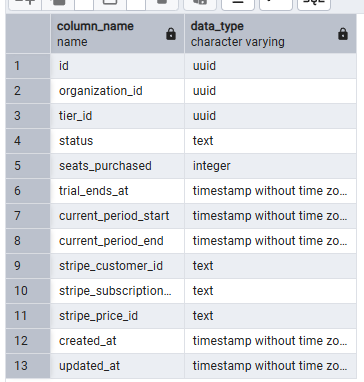 column_name data_type
name character varying
1 id uuid
2 organization_id uuid
3 tier_id uuid
4 status text
5 seats_purchased integer
6 trial_ends_at timestamp without time zo...
7 current_period_start timestamp without time zo...
8 current_period_end timestamp without time zo...
9 stripe_customer_id text
10 stripe_subscription... text
11 stripe_price_id text
12 created_at timestamp without time zo...
13 updated_at timestamp without time zo...